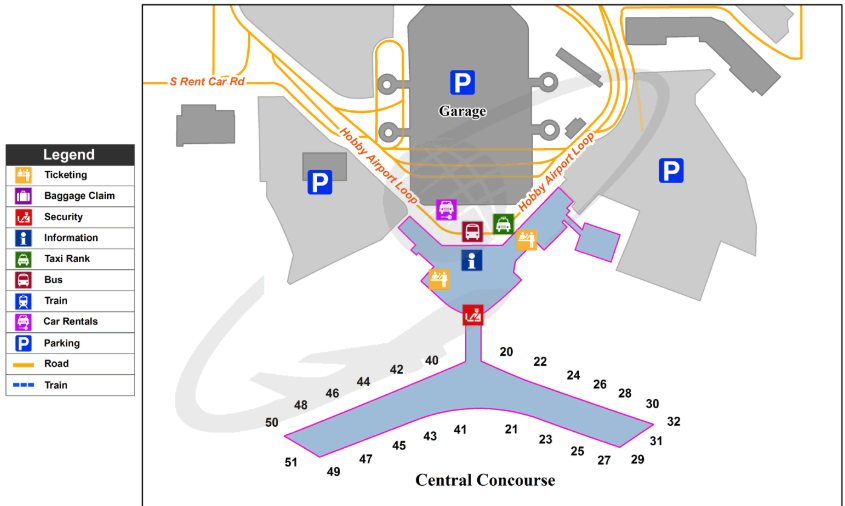 S Rent Car Rd
P
Garage
Hobby Airport Loop
Hobby Airport Loop
P
P
Legend
Ticketing
Baggage Claim
Security
i Information
Taxi Rank
Bus
Train
Car Rentals
P Parking
Road
Train
i
20
22
24
26
28
30
32
40
42
44
46
48
50
51
49
47
45
43
41
21
23
25
27
29
31
Central Concourse